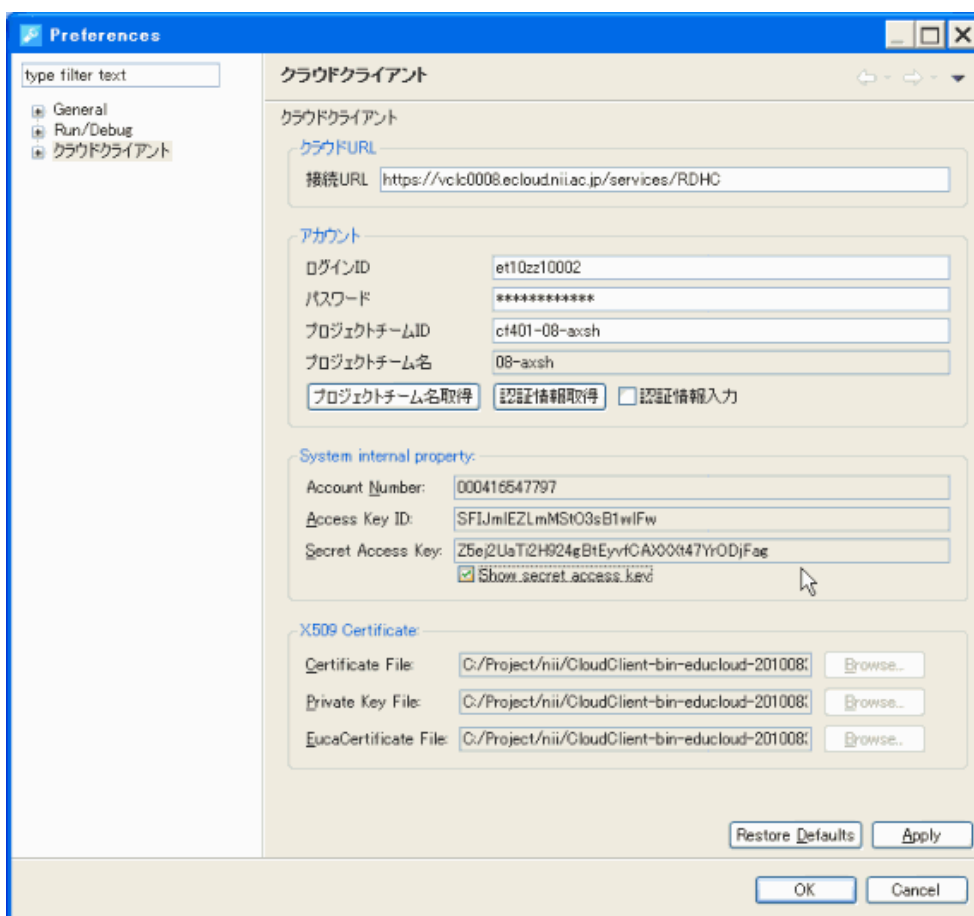 Preferences
type filter text
General
Run/Debug
クラウドクライアント
クラウドクライアント
クラウドクライアント
クラウドURL
接続URL https://vclc0008.ecloud.nii.ac.jp/services/RDHC
アカウント
ログインID et10zz10002
パスワード ************
プロジェクトチームID cf401-08-axsh
プロジェクトチーム名 08-axsh
プロジェクトチーム名取得 認証情報取得 認証情報入力
System internal property:
Account Number: 000416547797
Access Key ID: SFIJmIEZLmMStO3sB1wIFw
Secret Access Key: Z5ej2UaTi2H924gBtEyvfCAXXXt47YrODjFag
Show secret access key
X509 Certificate:
Certificate File: C:/Project/nii/CloudClient-bin-educloud-201008 Browse..
Private Key File: C:/Project/nii/CloudClient-bin-educloud-201008 Browse..
EucaCertificate File: C:/Project/nii/CloudClient-bin-educloud-201008 Browse..
Restore Defaults Apply
OK Cancel